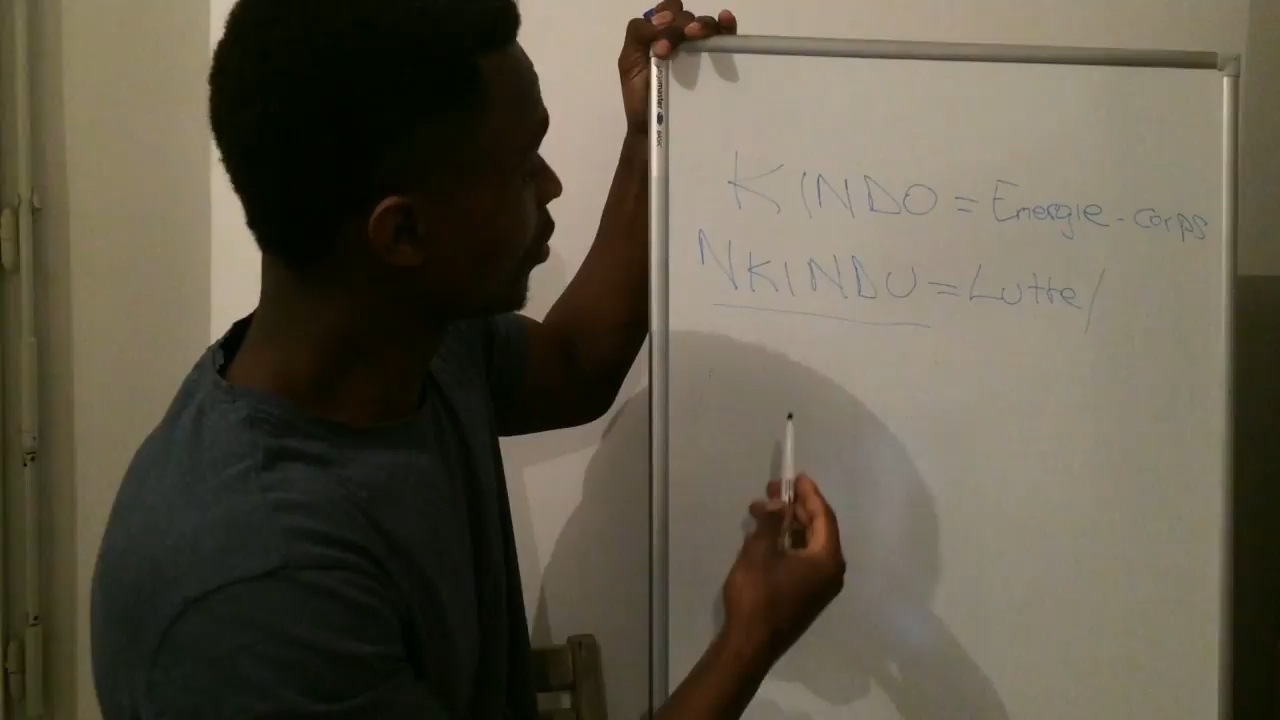 KINDO = Energie-corps
NKINDU = Lutte/